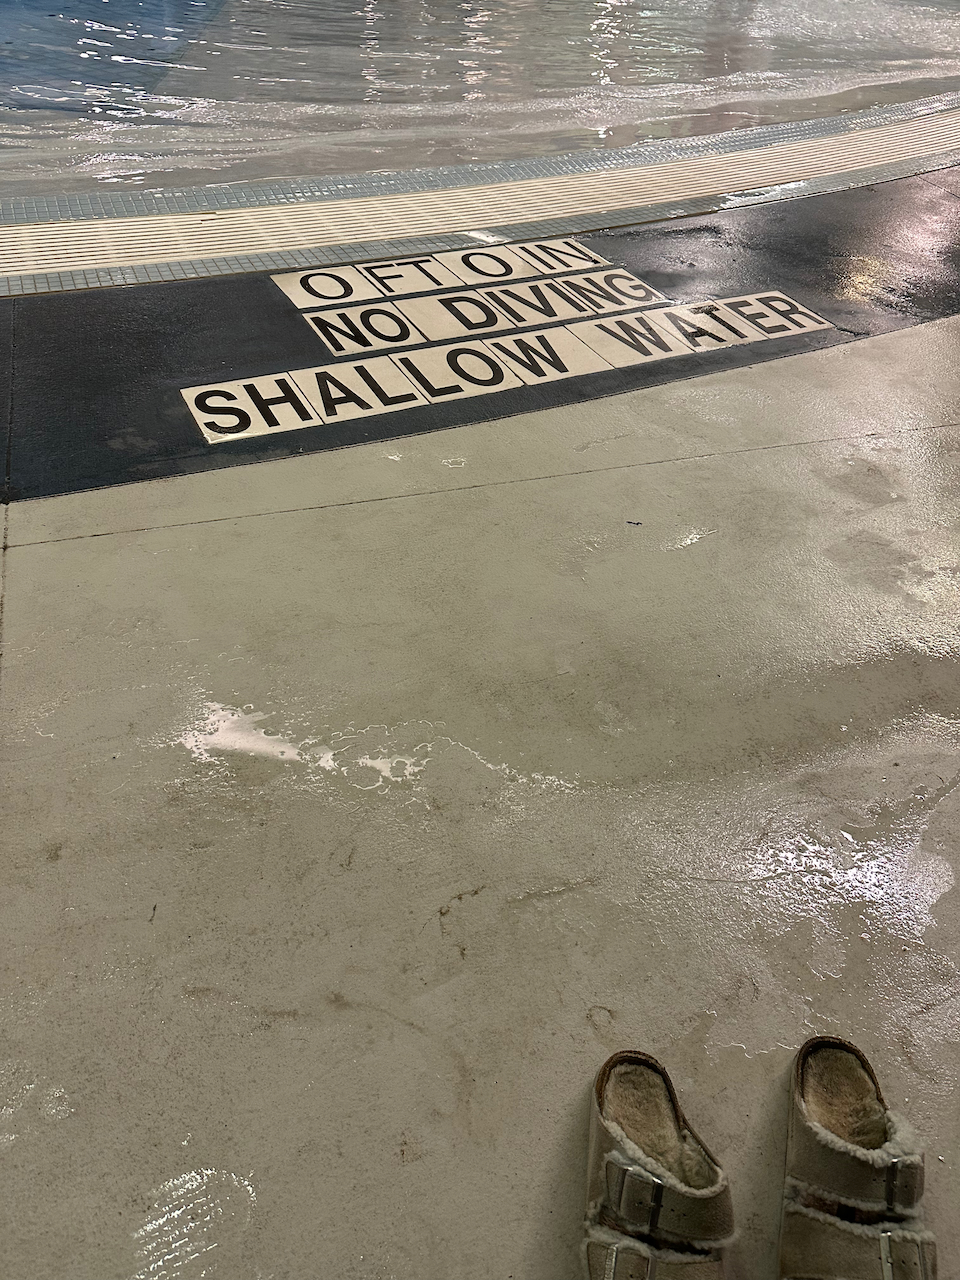 0 FT 0 IN
NO DIVING
SHALLOW WATER